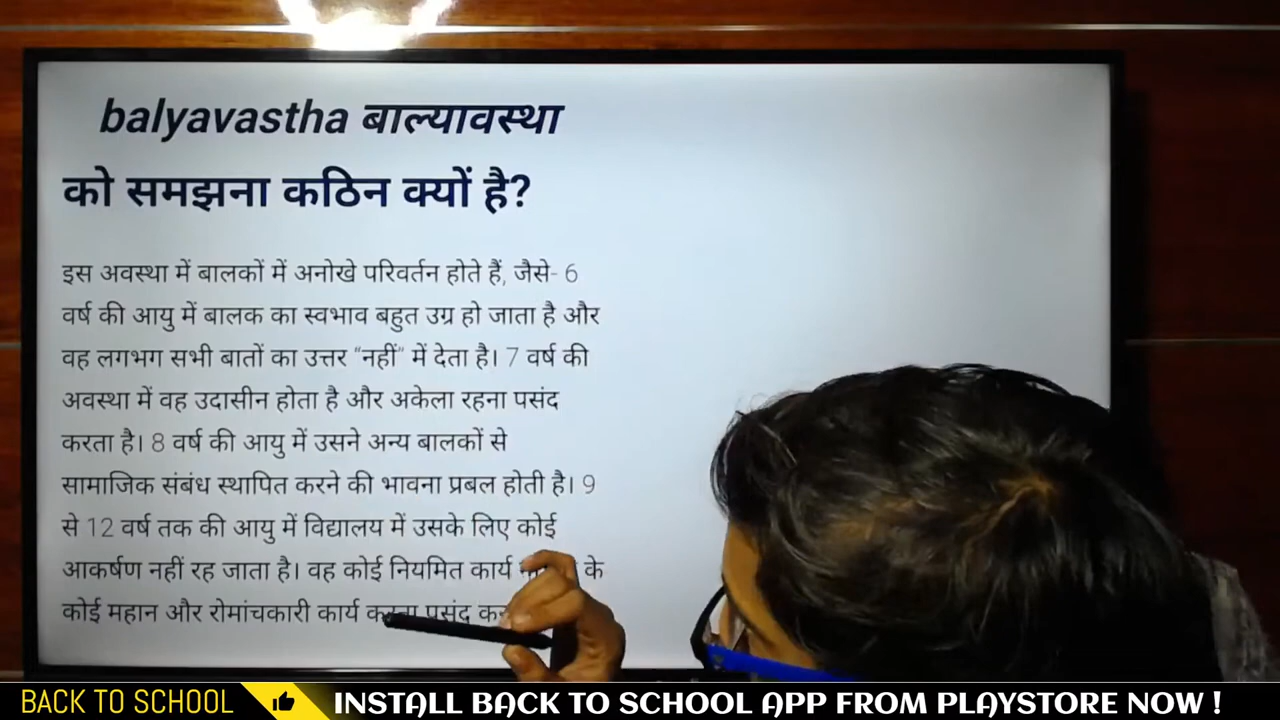 balyavastha बाल्यावस्था
को समझना कठिन क्यों है?
इस अवस्था में बालकों में अनोखे परिवर्तन होते हैं, जैसे- 6
वर्ष की आयु में बालक का स्वभाव बहुत उग्र हो जाता है और
वह लगभग सभी बातों का उत्तर “नहीं” में देता है। 7 वर्ष की
अवस्था में वह उदासीन होता है और अकेला रहना पसंद
करता है। 8 वर्ष की आयु में उसने अन्य बालकों से
सामाजिक संबंध स्थापित करने की भावना प्रबल होती है। 9
से 12 वर्ष तक की आयु में विद्यालय में उसके लिए कोई
आकर्षण नहीं रह जाता है। वह कोई नियमित कार्य के
कोई महान और रोमांचकारी कार्य करना पसंद
BACK TO SCHOOL INSTALL BACK TO SCHOOL APP FROM PLAYSTORE NOW !